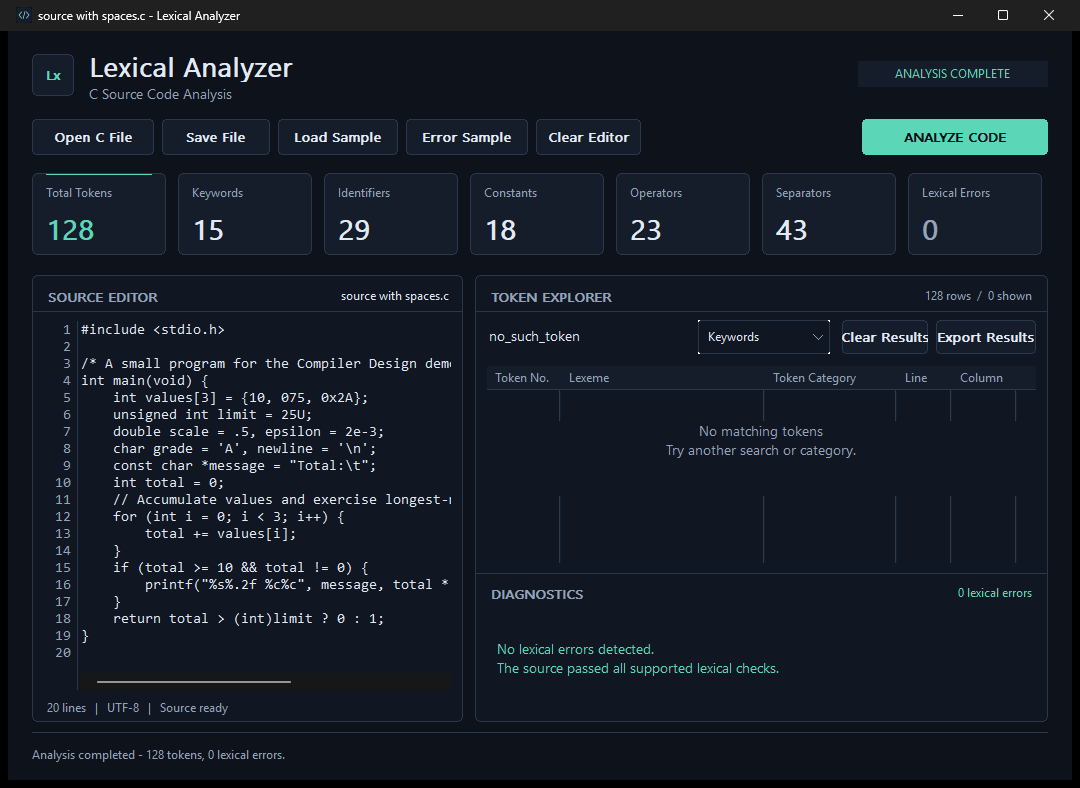 source with spaces.c - Lexical Analyzer
Lx
Lexical Analyzer
C Source Code Analysis
ANALYSIS COMPLETE
Open C File
Save File
Load Sample
Error Sample
Clear Editor
ANALYZE CODE
Total Tokens
128
Keywords
15
Identifiers
29
Constants
18
Operators
23
Separators
43
Lexical Errors
0
SOURCE EDITOR
source with spaces.c
1 #include <stdio.h>
2
3 /* A small program for the Compiler Design dem
4 int main(void) {
5     int values[3] = {10, 075, 0x2A};
6     unsigned int limit = 25U;
7     double scale = .5, epsilon = 2e-3;
8     char grade = 'A', newline = '\n';
9     const char *message = "Total:\t";
10     int total = 0;
11     // Accumulate values and exercise longest-
12     for (int i = 0; i < 3; i++) {
13         total += values[i];
14     }
15     if (total >= 10 && total != 0) {
16         printf("%s%.2f %c%c", message, total *
17     }
18     return total > (int)limit ? 0 : 1;
19 }
20
20 lines | UTF-8 | Source ready
TOKEN EXPLORER
128 rows / 0 shown
no_such_token
Keywords
Clear Results
Export Results
Token No.
Lexeme
Token Category
Line
Column
No matching tokens
Try another search or category.
DIAGNOSTICS
0 lexical errors
No lexical errors detected.
The source passed all supported lexical checks.
Analysis completed - 128 tokens, 0 lexical errors.